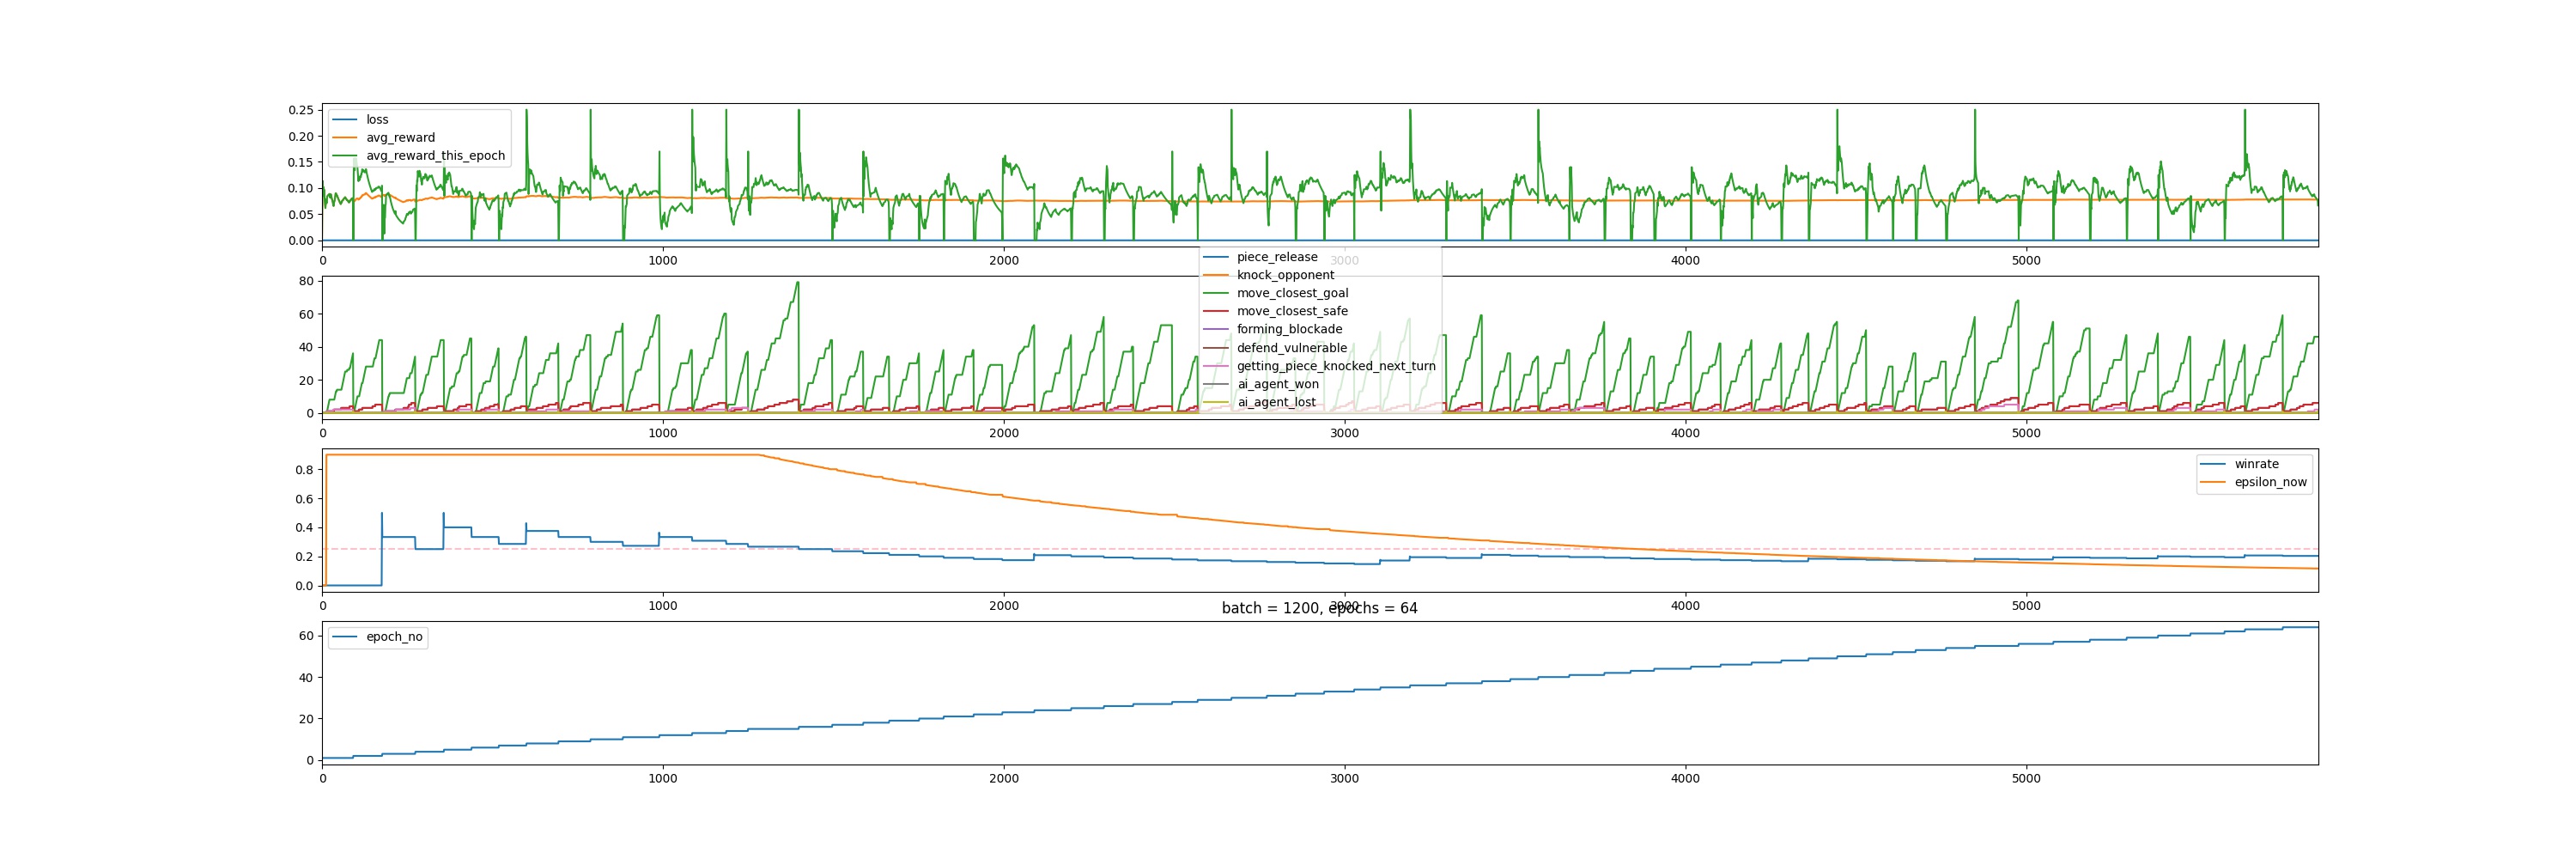 0.25
0.20
0.15
0.10
0.05
0.00
loss
avg_reward
avg_reward_this_epoch
0 1000 2000 3000 4000 5000
80
60
40
20
0
piece_release
knock_opponent
move_closest_goal
move_closest_safe
forming_blockade
defend_vulnerable
getting_piece_knocked_next_turn
ai_agent_won
ai_agent_lost
0 1000 2000 3000 4000 5000
0.8
0.6
0.4
0.2
0.0
winrate
epsilon_now
0 1000 2000 3000 4000 5000
batch = 1200, epochs = 64
60
40
20
0
epoch_no
0 1000 2000 3000 4000 5000